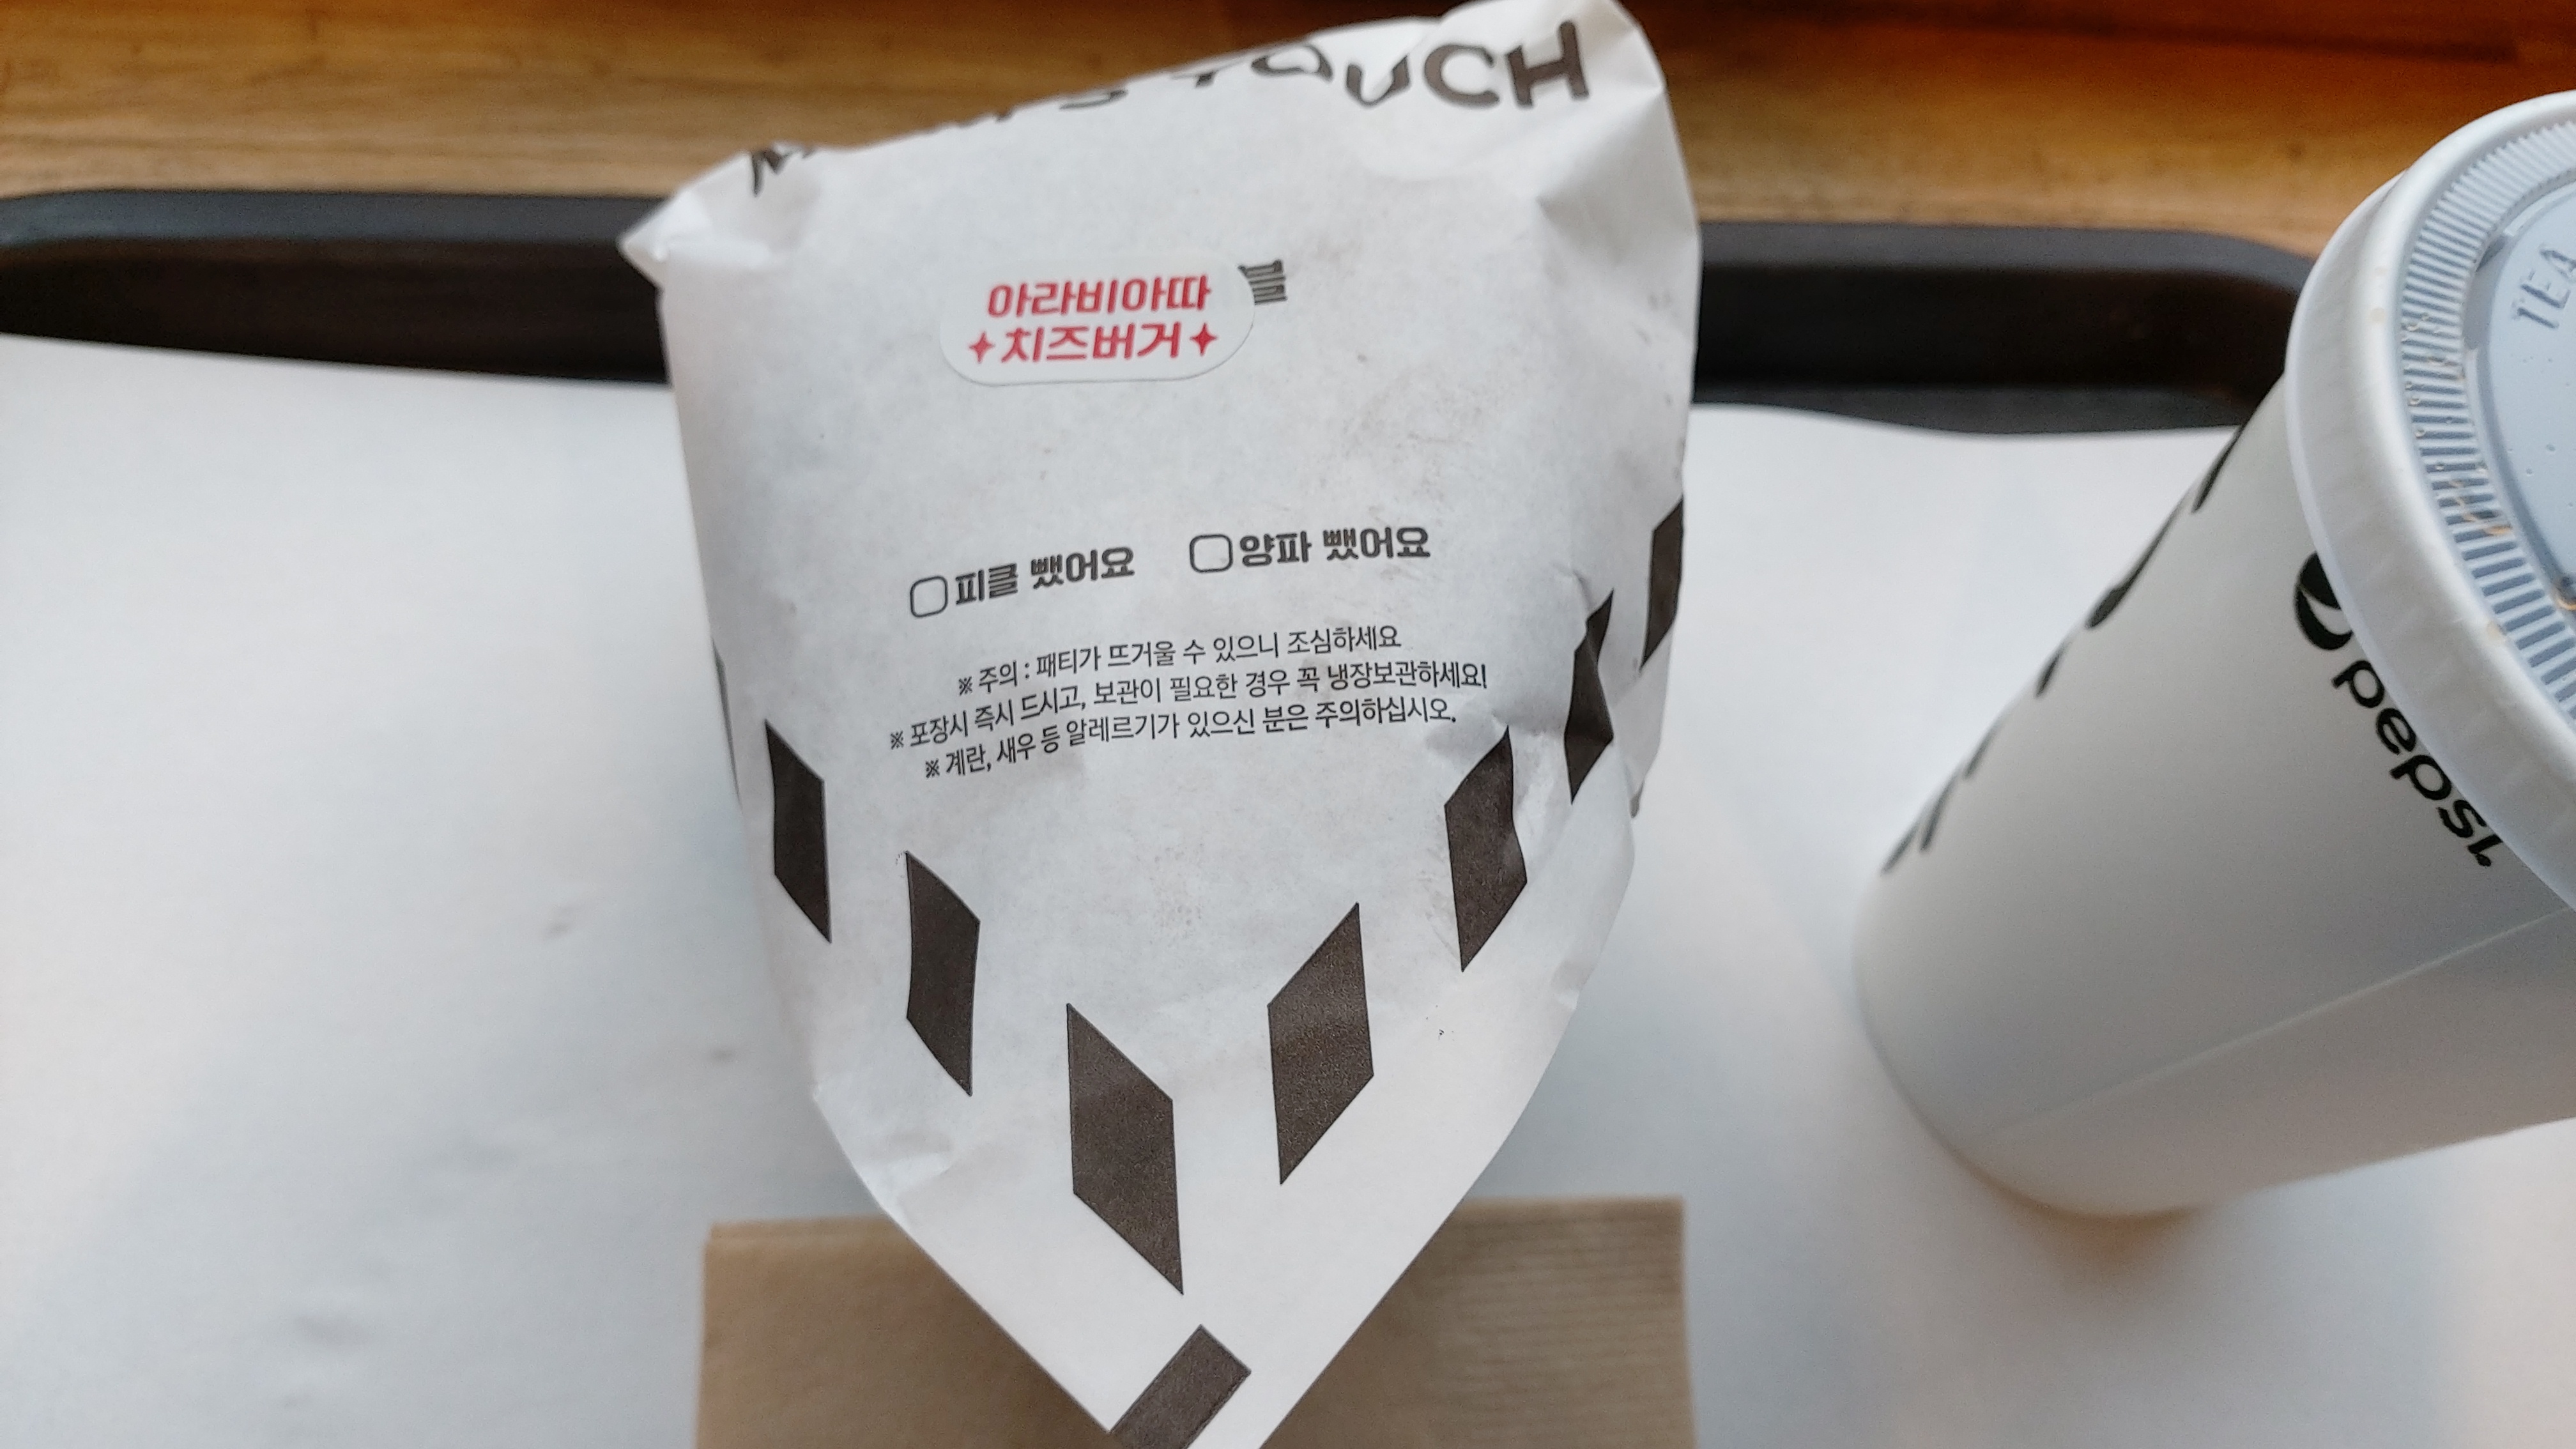 TOUCH
아라비아따
치즈버거
피클 뺐어요 양파 뺐어요
※ 주의 : 패티가 뜨거울 수 있으니 조심하세요
※ 포장시 즉시 드시고, 보관이 필요한 경우 꼭 냉장보관하세요!
※ 계란, 새우 등 알레르기가 있으신 분은 주의하십시오.
TEA
pepsi